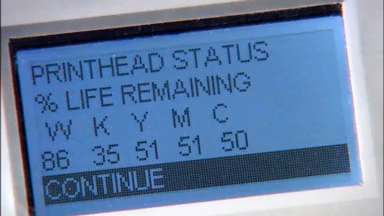 PRINTHEAD STATUS
% LIFE REMAINING
W K Y M C
86 35 51 51 50
CONTINUE